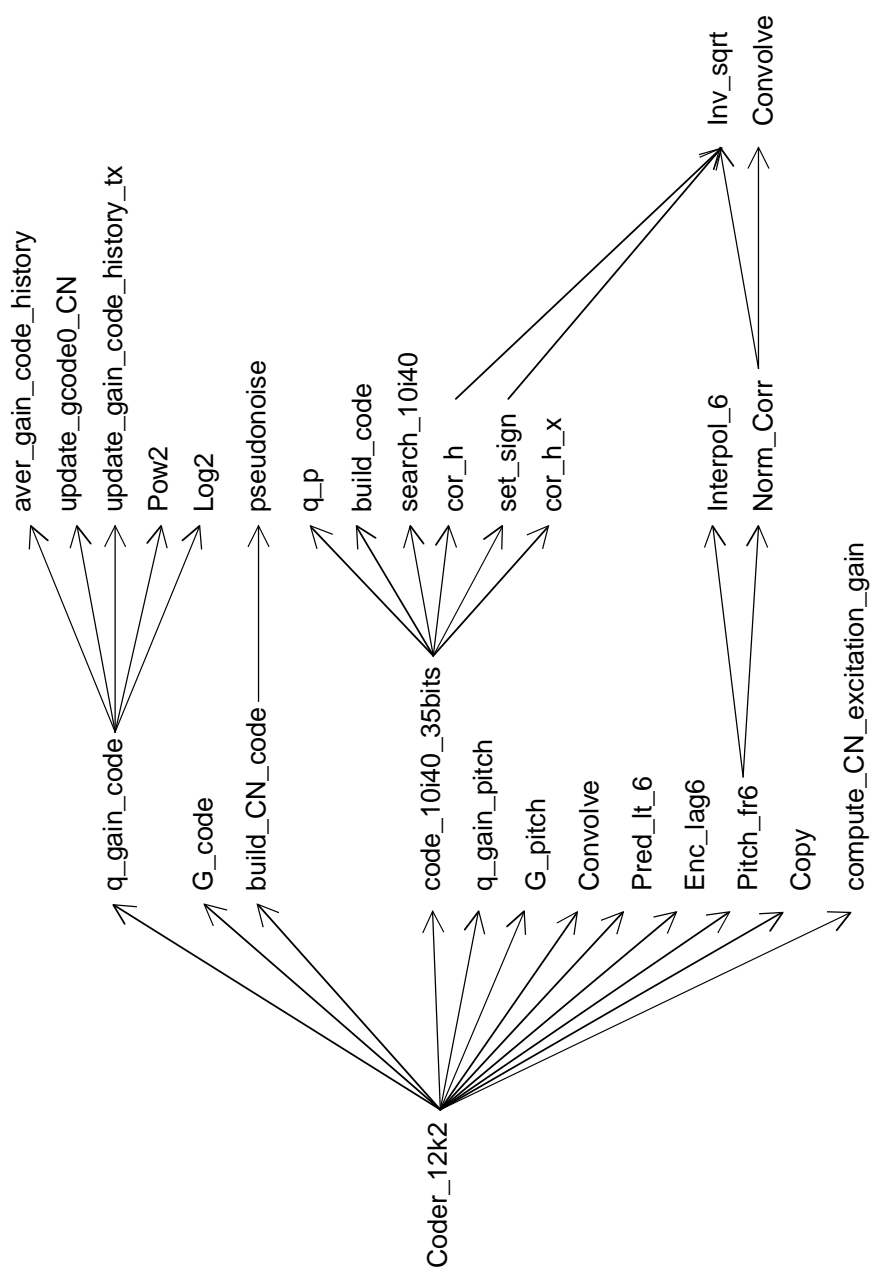 Coder_12k2
q_gain_code
G_code
build_CN_code
code_10i40_35bits
q_gain_pitch
G_pitch
Convolve
Pred_lt_6
Enc_lag6
Pitch_fr6
Copy
compute_CN_excitation_gain
aver_gain_code_history
update_gcode0_CN
update_gain_code_history_tx
Pow2
Log2
pseudonoise
q_p
build_code
search_10i40
cor_h
set_sign
cor_h_x
Interpol_6
Norm_Corr
Inv_sqrt
Convolve